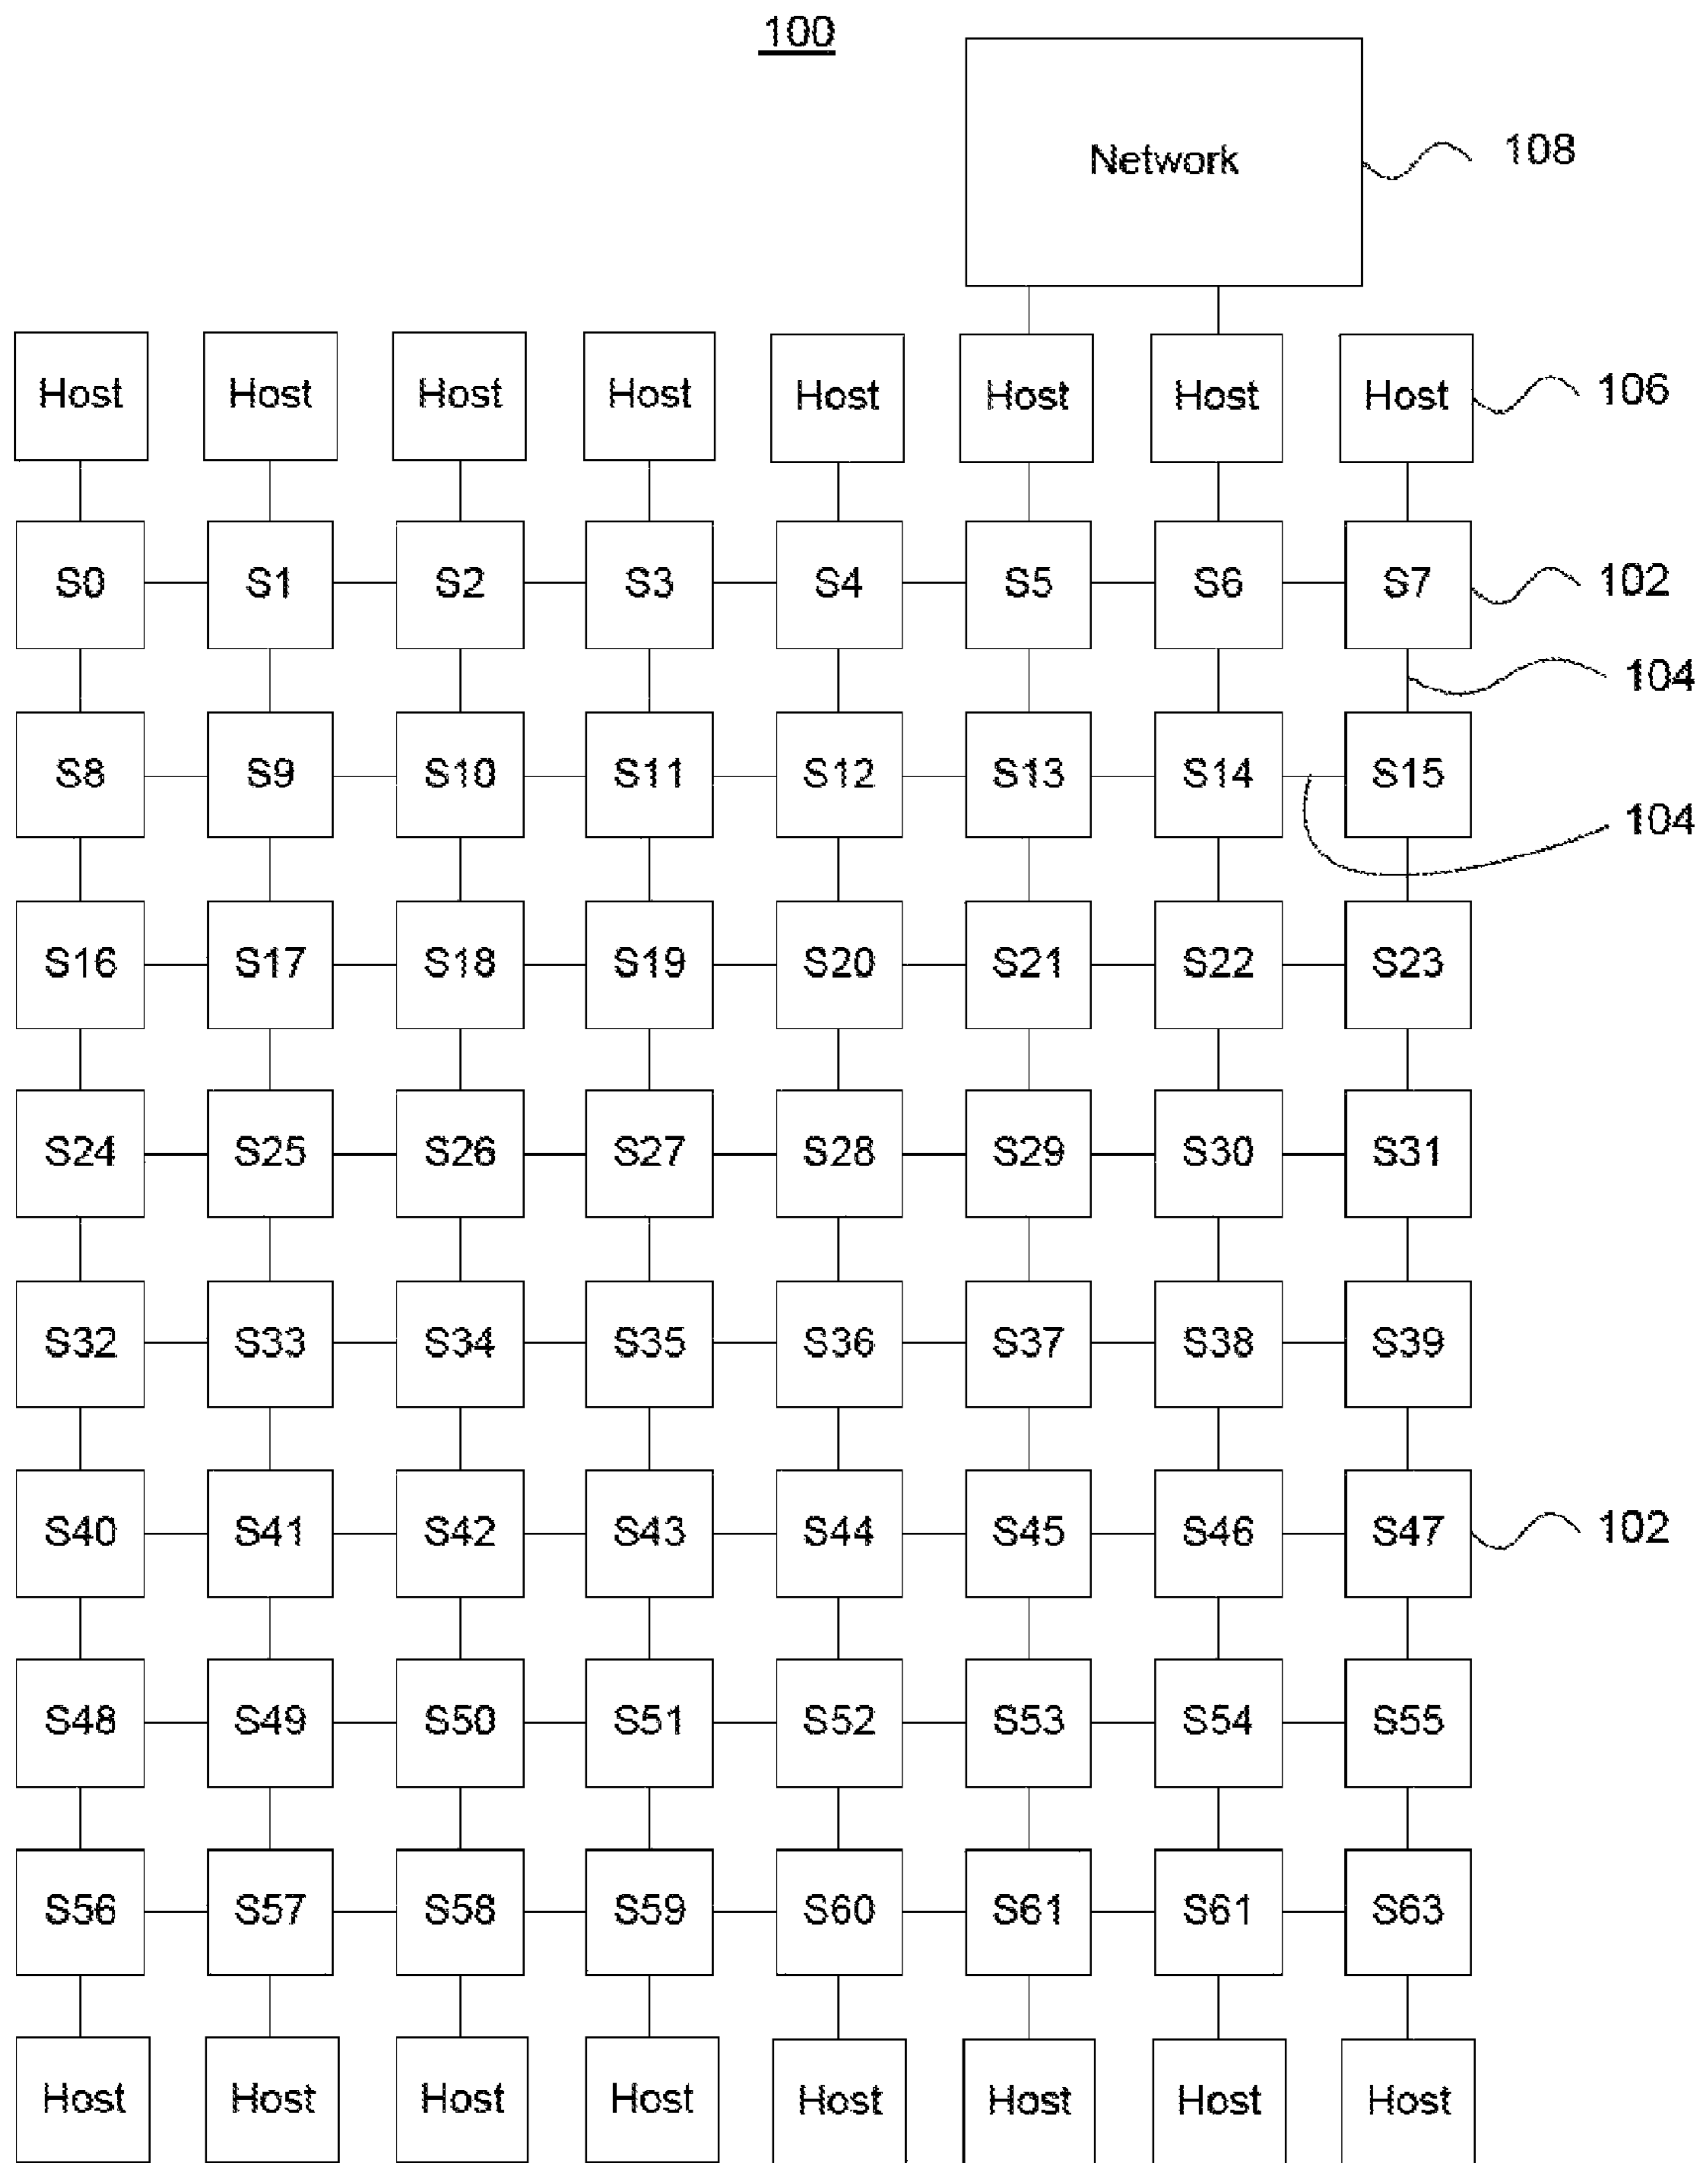 100
Network 108
Host Host Host Host Host Host Host Host 106
S0 S1 S2 S3 S4 S5 S6 S7 102
104
S8 S9 S10 S11 S12 S13 S14 S15
104
S16 S17 S18 S19 S20 S21 S22 S23
S24 S25 S26 S27 S28 S29 S30 S31
S32 S33 S34 S35 S36 S37 S38 S39
S40 S41 S42 S43 S44 S45 S46 S47 102
S48 S49 S50 S51 S52 S53 S54 S55
S56 S57 S58 S59 S60 S61 S61 S63
Host Host Host Host Host Host Host Host